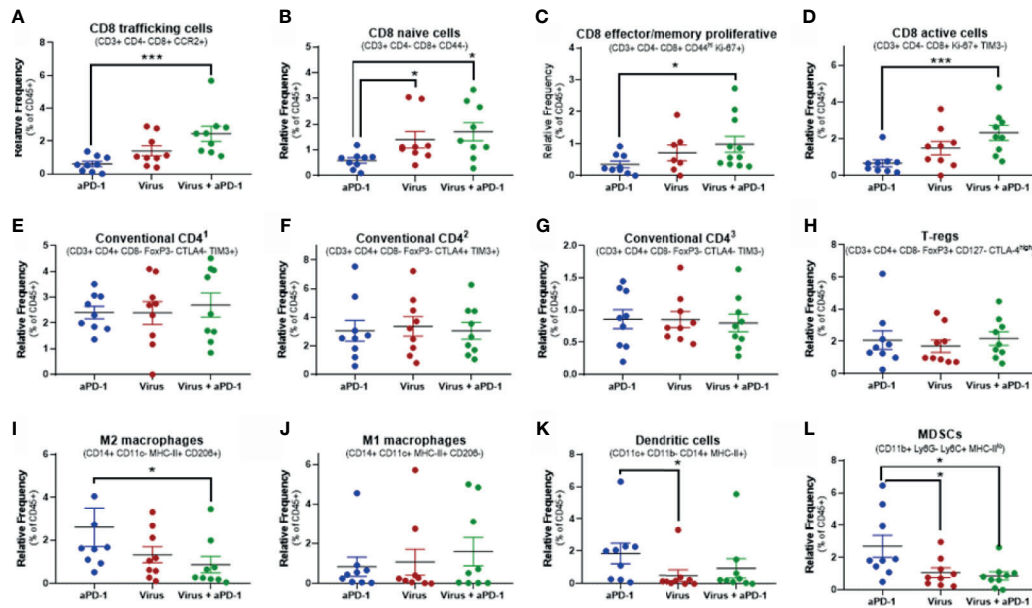 A
CD8 trafficking cells
(CD3+ CD4- CD8+ CCR2+)
Relative Frequency
(% of CD45+)
6
4
2
0
***
aPD-1 Virus Virus + aPD-1
B
CD8 naive cells
(CD3+ CD4- CD8+ CD44-)
Relative Frequency
(% of CD45+)
5
4
3
2
1
0
*
*
aPD-1 Virus Virus + aPD-1
C
CD8 effector/memory proliferative
(CD3+ CD4- CD8+ CD44hi Ki-67+)
Relative Frequency
(% of CD45+)
4
3
2
1
0
*
aPD-1 Virus Virus + aPD-1
D
CD8 active cells
(CD3+ CD4- CD8+ Ki-67+ TIM3-)
Relative Frequency
(% of CD45+)
6
4
2
0
***
aPD-1 Virus Virus + aPD-1
E
Conventional CD4¹
(CD3+ CD4+ CD8- FoxP3- CTLA4- TIM3+)
Relative Frequency
(% of CD45+)
5
4
3
2
1
0
aPD-1 Virus Virus + aPD-1
F
Conventional CD4²
(CD3+ CD4+ CD8- FoxP3- CTLA4+ TIM3+)
Relative Frequency
(% of CD45+)
10
8
6
4
2
0
aPD-1 Virus Virus + aPD-1
G
Conventional CD4³
(CD3+ CD4+ CD8- FoxP3- CTLA4- TIM3-)
Relative Frequency
(% of CD45+)
2.0
1.5
1.0
0.5
0.0
aPD-1 Virus Virus + aPD-1
H
T-regs
(CD3+ CD4+ CD8- FoxP3+ CD127- CTLA-4high)
Relative Frequency
(% of CD45+)
8
6
4
2
0
aPD-1 Virus Virus + aPD-1
I
M2 macrophages
(CD14+ CD11c- MHC-II+ CD206+)
Relative Frequency
(% of CD45+)
6
4
2
0
*
aPD-1 Virus Virus + aPD-1
J
M1 macrophages
(CD14+ CD11c+ MHC-II+ CD206-)
Relative Frequency
(% of CD45+)
8
6
4
2
0
aPD-1 Virus Virus + aPD-1
K
Dendritic cells
(CD11c+ CD11b- CD14+ MHC-II+)
Relative Frequency
(% of CD45+)
8
6
4
2
0
*
aPD-1 Virus Virus + aPD-1
L
MDSCs
(CD11b+ Ly6G- Ly6C+ MHC-IIlo)
Relative Frequency
(% of CD45+)
8
6
4
2
0
*
*
aPD-1 Virus Virus + aPD-1